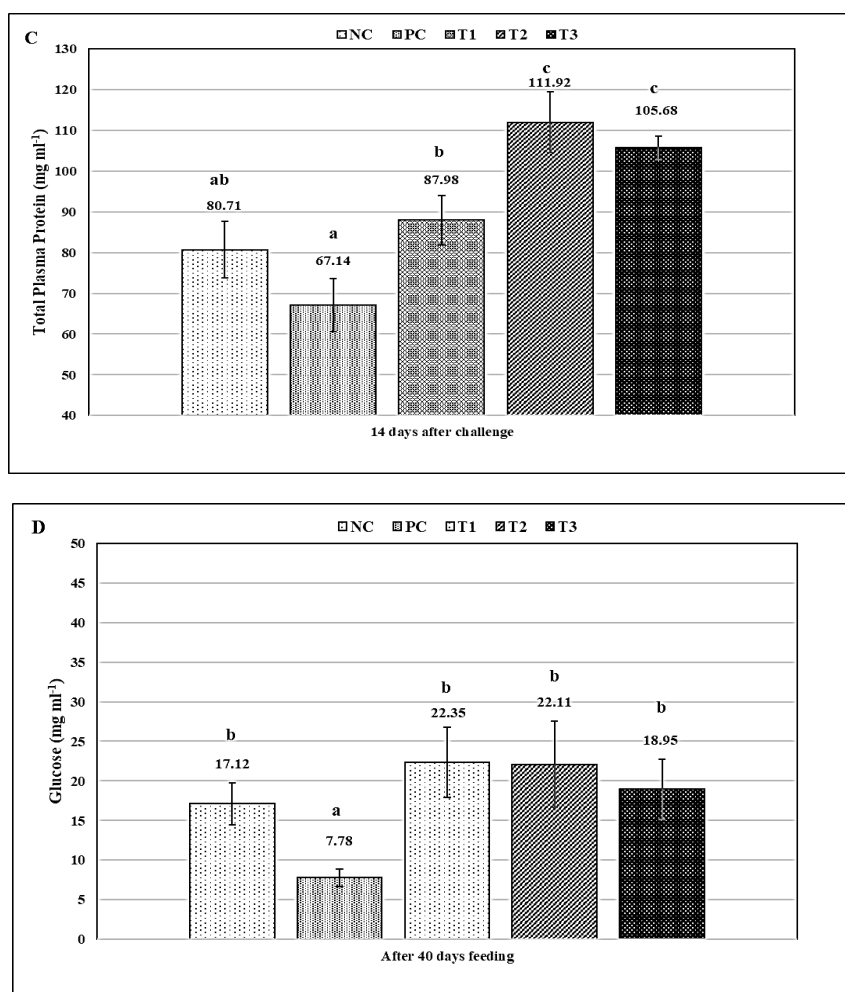 C
NC PC T1 T2 T3
130
120
110
100
90
80
70
60
50
40
Total Plasma Protein (mg ml⁻¹)
ab
80.71
a
67.14
b
87.98
c
111.92
c
105.68
14 days after challenge
D
NC PC T1 T2 T3
50
45
40
35
30
25
20
15
10
5
0
Glucose (mg ml⁻¹)
b
17.12
a
7.78
b
22.35
b
22.11
b
18.95
After 40 days feeding